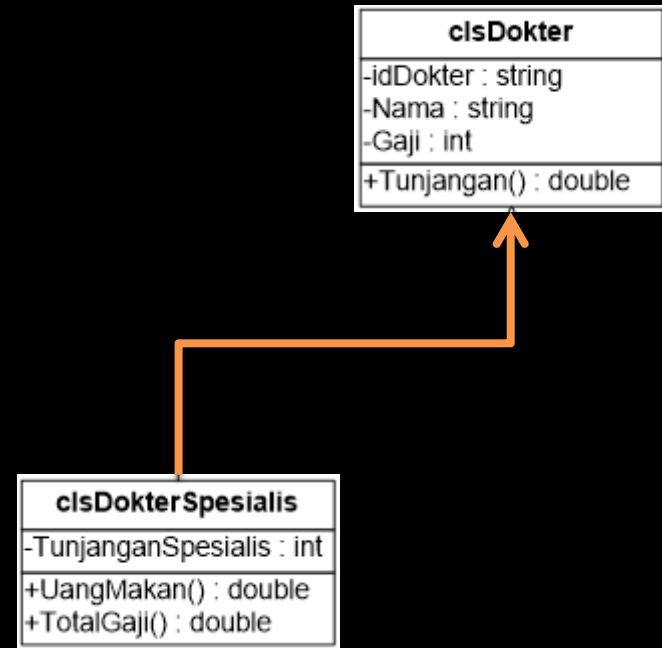 clsDokter
-idDokter : string
-Nama : string
-Gaji : int
+Tunjangan() : double
clsDokterSpesialis
-TunjanganSpesialis : int
+UangMakan() : double
+TotalGaji() : double